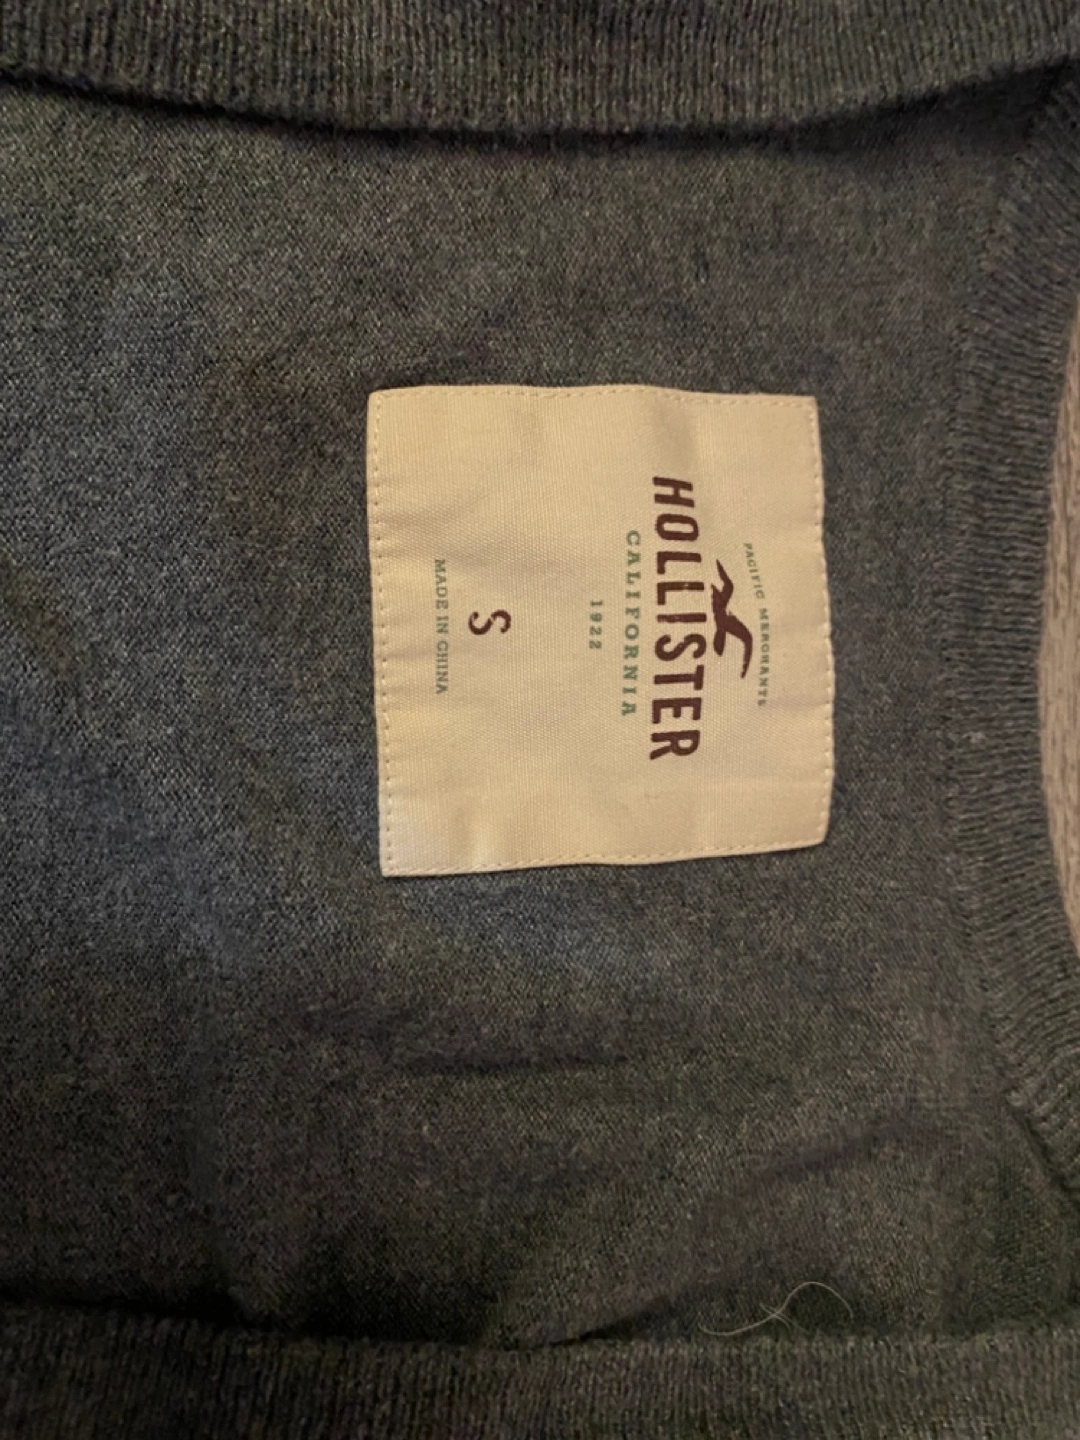 PACIFIC MERCHANTS
HOLLISTER
CALIFORNIA
1922
S
MADE IN CHINA